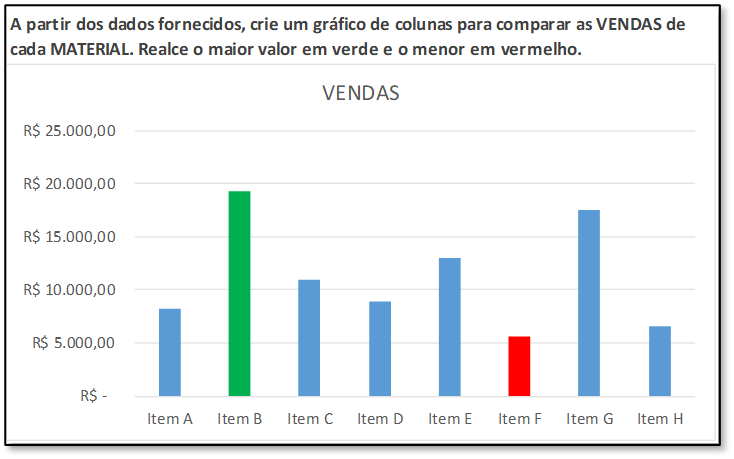 A partir dos dados fornecidos, crie um gráfico de colunas para comparar as VENDAS de
cada MATERIAL. Realce o maior valor em verde e o menor em vermelho.
VENDAS
R$ 25.000,00
R$ 20.000,00
R$ 15.000,00
R$ 10.000,00
R$ 5.000,00
R$ -
Item A Item B Item C Item D Item E Item F Item G Item H